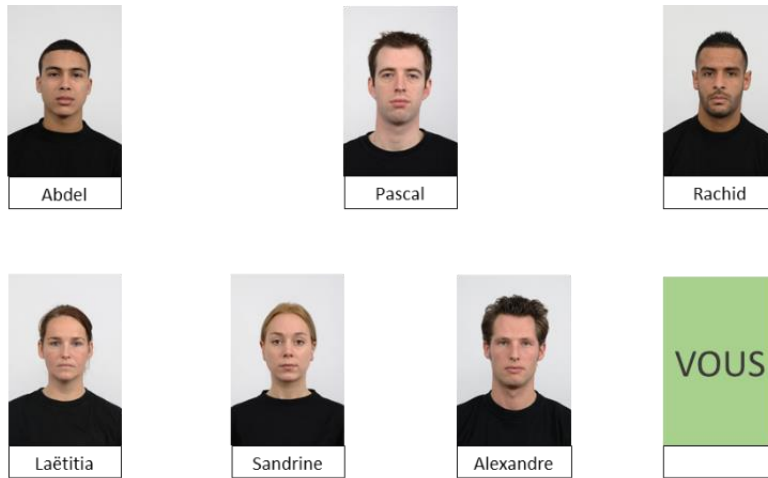 Abdel
Pascal
Rachid
VOUS
Laëtitia
Sandrine
Alexandre